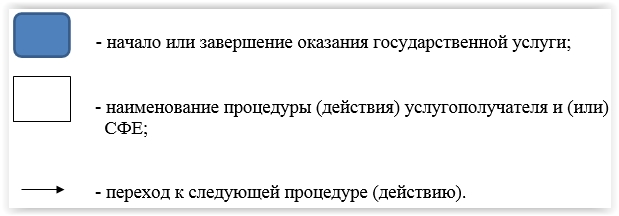 - начало или завершение оказания государственной услуги;
- наименование процедуры (действия) услугополучателя и (или)
СФЕ;
- переход к следующей процедуре (действию).